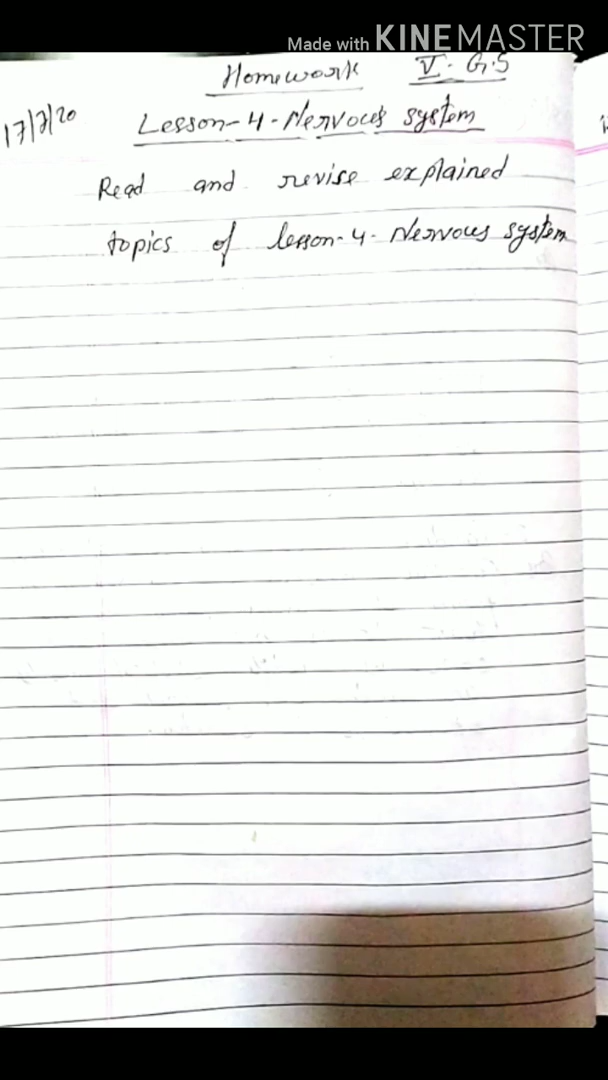 Made with KINEMASTER
Homework V. G.S
17/7/20 Lesson-4-Nervous system
Read and revise explained
topics of lesson-4-Nervous system